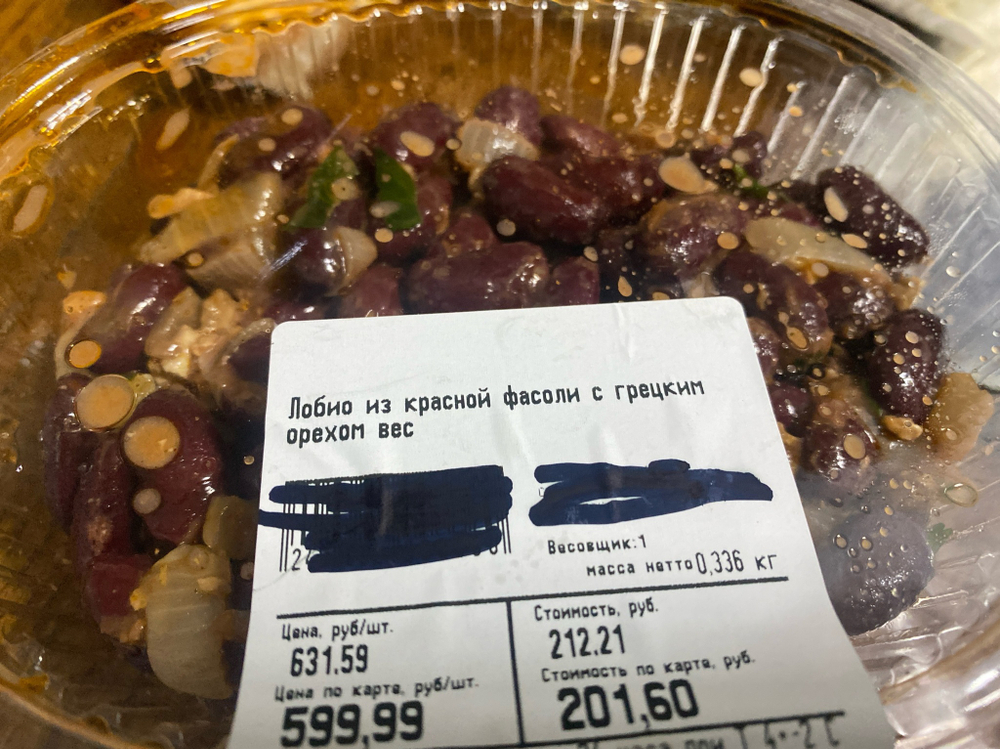 Лобио из красной фасоли с грецким
орехом вес
Весовщик:1
масса нетто 0,336 кг
Цена, руб/шт.
631.59
Цена по карте, руб/шт.
599,99
Стоимость, руб.
212.21
Стоимость по карте, руб.
201,60